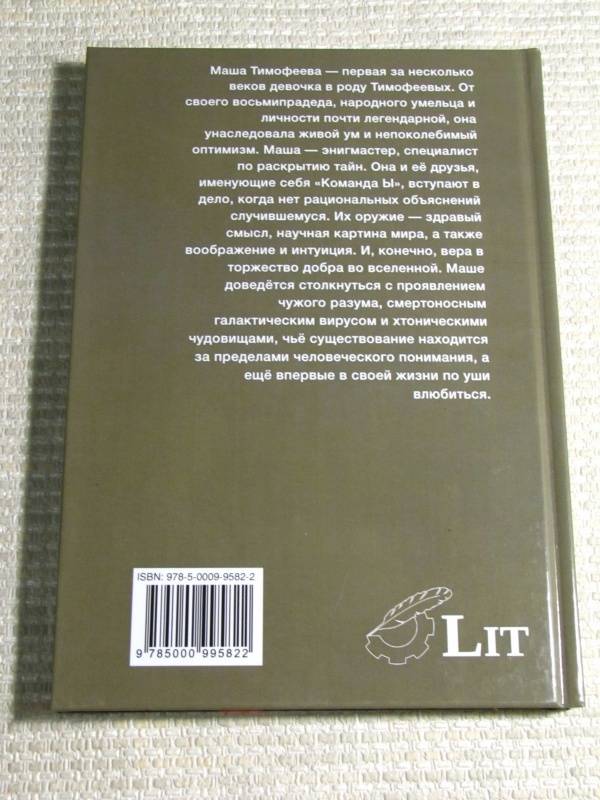 Маша Тимофеева — первая за несколько
веков девочка в роду Тимофеевых. От
своего восьмипрадеда, народного умельца и
личности почти легендарной, она
унаследовала живой ум и непоколебимый
оптимизм. Маша — энигмастер, специалист
по раскрытию тайн. Она и её друзья,
именующие себя «Команда Ы», вступают в
дело, когда нет рациональных объяснений
случившемуся. Их оружие — здравый
смысл, научная картина мира, а также
воображение и интуиция. И, конечно, вера в
торжество добра во вселенной. Маше
доведётся столкнуться с проявлением
чужого разума, смертоносным
галактическим вирусом и хтоническими
чудовищами, чьё существование находится
за пределами человеческого понимания, а
ещё впервые в своей жизни по уши
влюбиться.
ISBN: 978-5-0009-9582-2
9 785000 995822
LIT